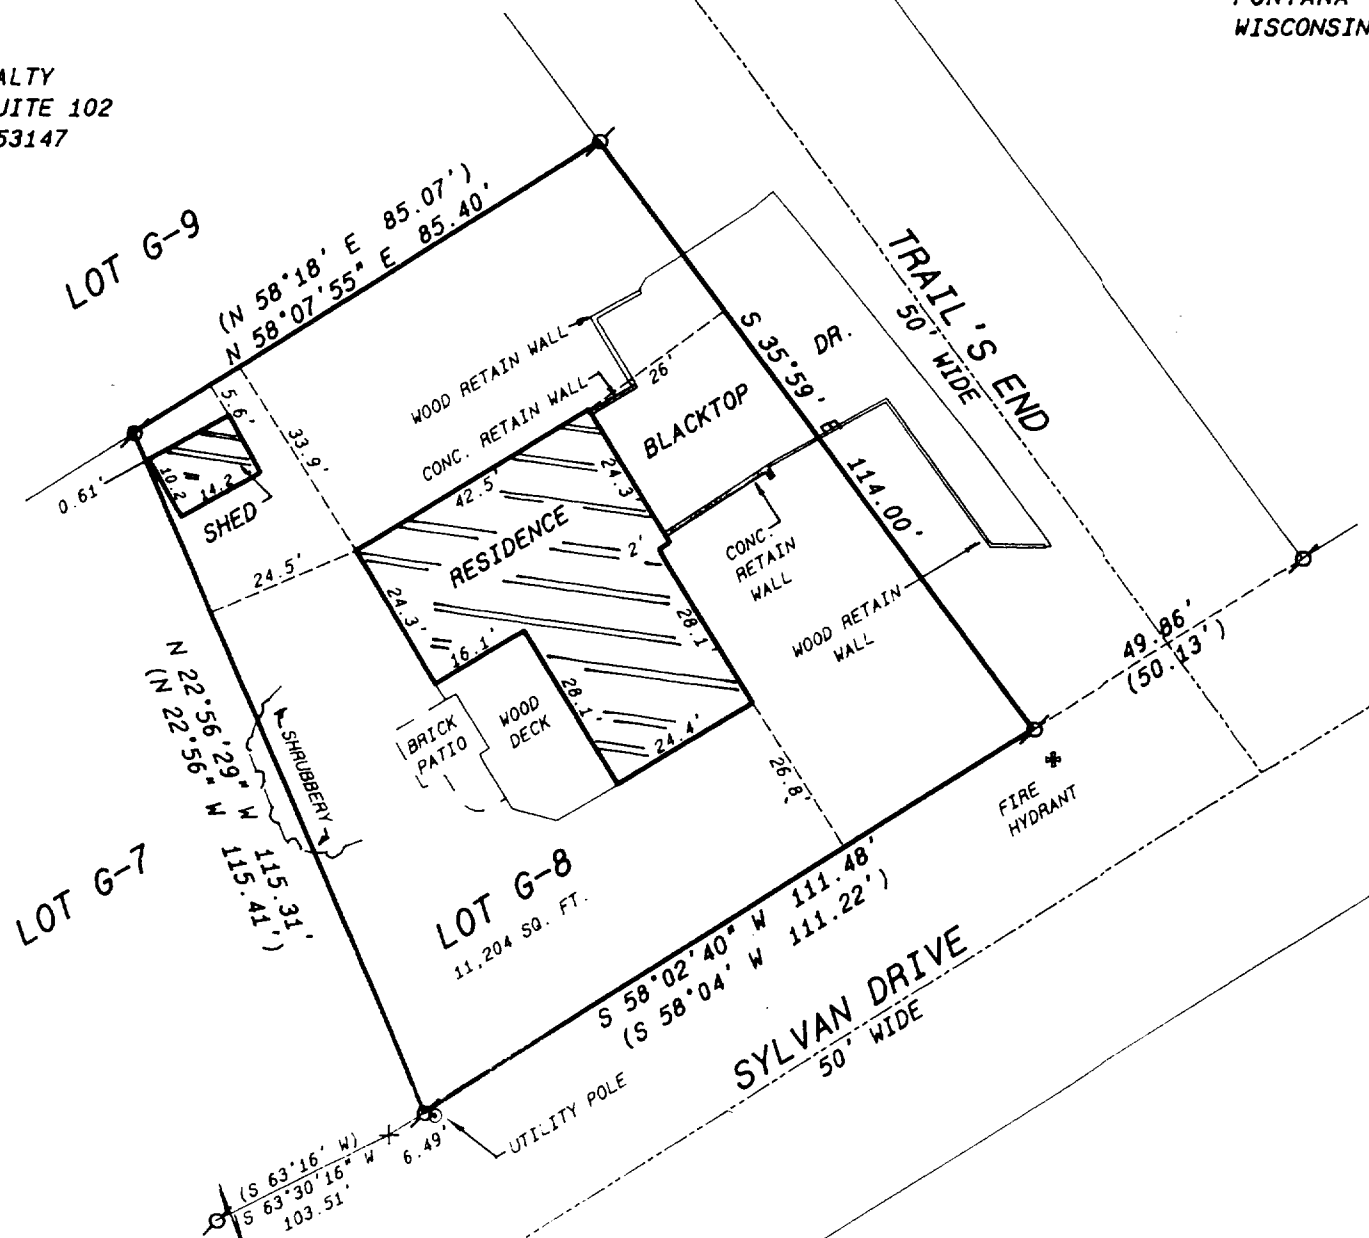 WISCONSIN
ALTY
UITE 102
53147
LOT G-9
(N 58°18' E 85.07')
N 58°07'55" E 85.40'
TRAIL'S END
50' WIDE
DR.
S 35°59'
114.00'
WOOD RETAIN WALL
CONC. RETAIN WALL
26'
BLACKTOP
5.6'
33.9'
0.61'
10.2
14.2'
SHED
42.5'
24.3'
RESIDENCE
2'
24.5'
24.3'
16.1'
28.1'
28.1'
24.4'
CONC.
RETAIN
WALL
WOOD RETAIN
WALL
49.86'
(50.13')
N 22°56'29" W 115.31'
(N 22°56" W 115.41')
SHRUBBERY
BRICK
PATIO
WOOD
DECK
26.8'
FIRE
HYDRANT
LOT G-7
LOT G-8
11,204 SQ. FT.
S 58°02'40" W 111.48'
(S 58°04' W 111.22')
SYLVAN DRIVE
50' WIDE
UTILITY POLE
6.49'
(S 63°16' W)
S 63°30'16" W
103.51'